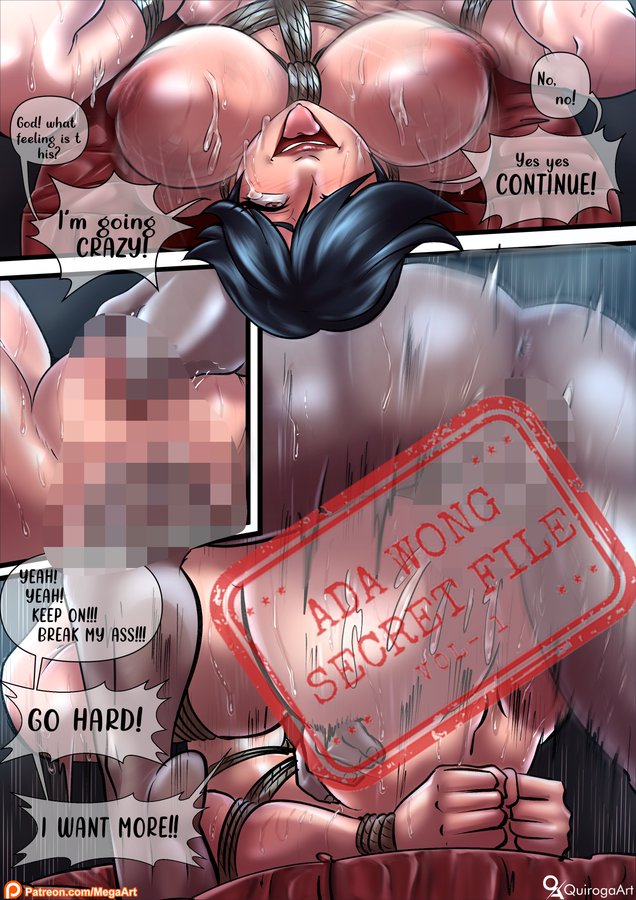 God! what
feeling is t
his?
I'm going
CRAZY!
No,
no!
Yes yes
CONTINUE!
ADA WONG
SECRET FILE
VOL-1
YEAH!
YEAH!
KEEP ON!!!
BREAK MY ASS!!!
GO HARD!
I WANT MORE!!
Patreon.com/MegaArt
QuirogaArt